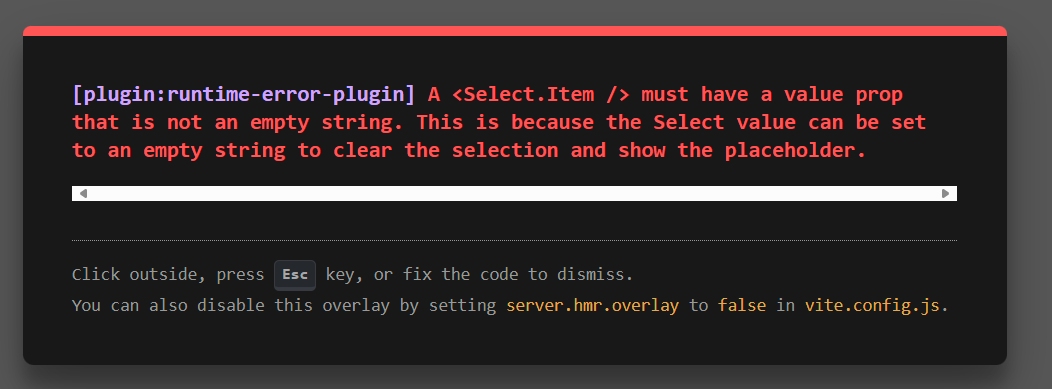 [plugin:runtime-error-plugin] A <Select.Item /> must have a value prop
that is not an empty string. This is because the Select value can be set
to an empty string to clear the selection and show the placeholder.
Click outside, press Esc key, or fix the code to dismiss.
You can also disable this overlay by setting server.hmr.overlay to false in vite.config.js.